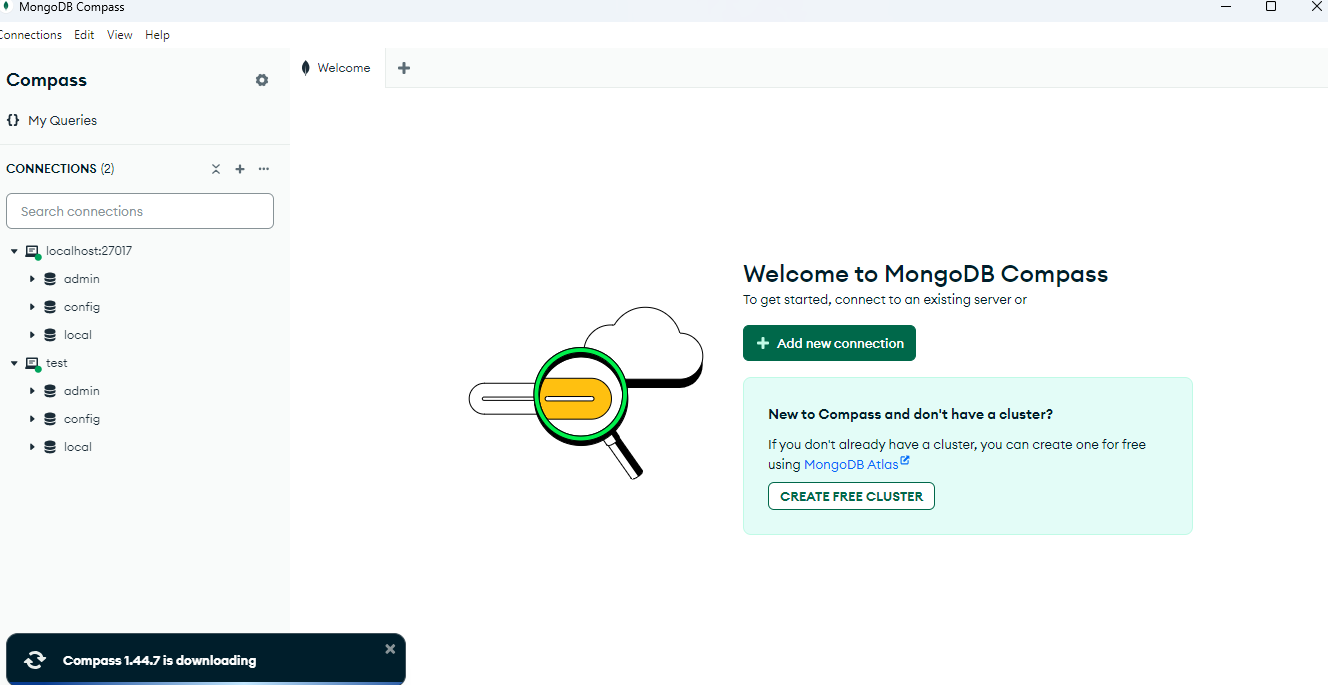 MongoDB Compass
Connections Edit View Help
Compass
Welcome
{} My Queries
CONNECTIONS (2)
Search connections
localhost:27017
admin
config
local
test
admin
config
local
Welcome to MongoDB Compass
To get started, connect to an existing server or
Add new connection
New to Compass and don't have a cluster?
If you don't already have a cluster, you can create one for free
using MongoDB Atlas
CREATE FREE CLUSTER
Compass 1.44.7 is downloading